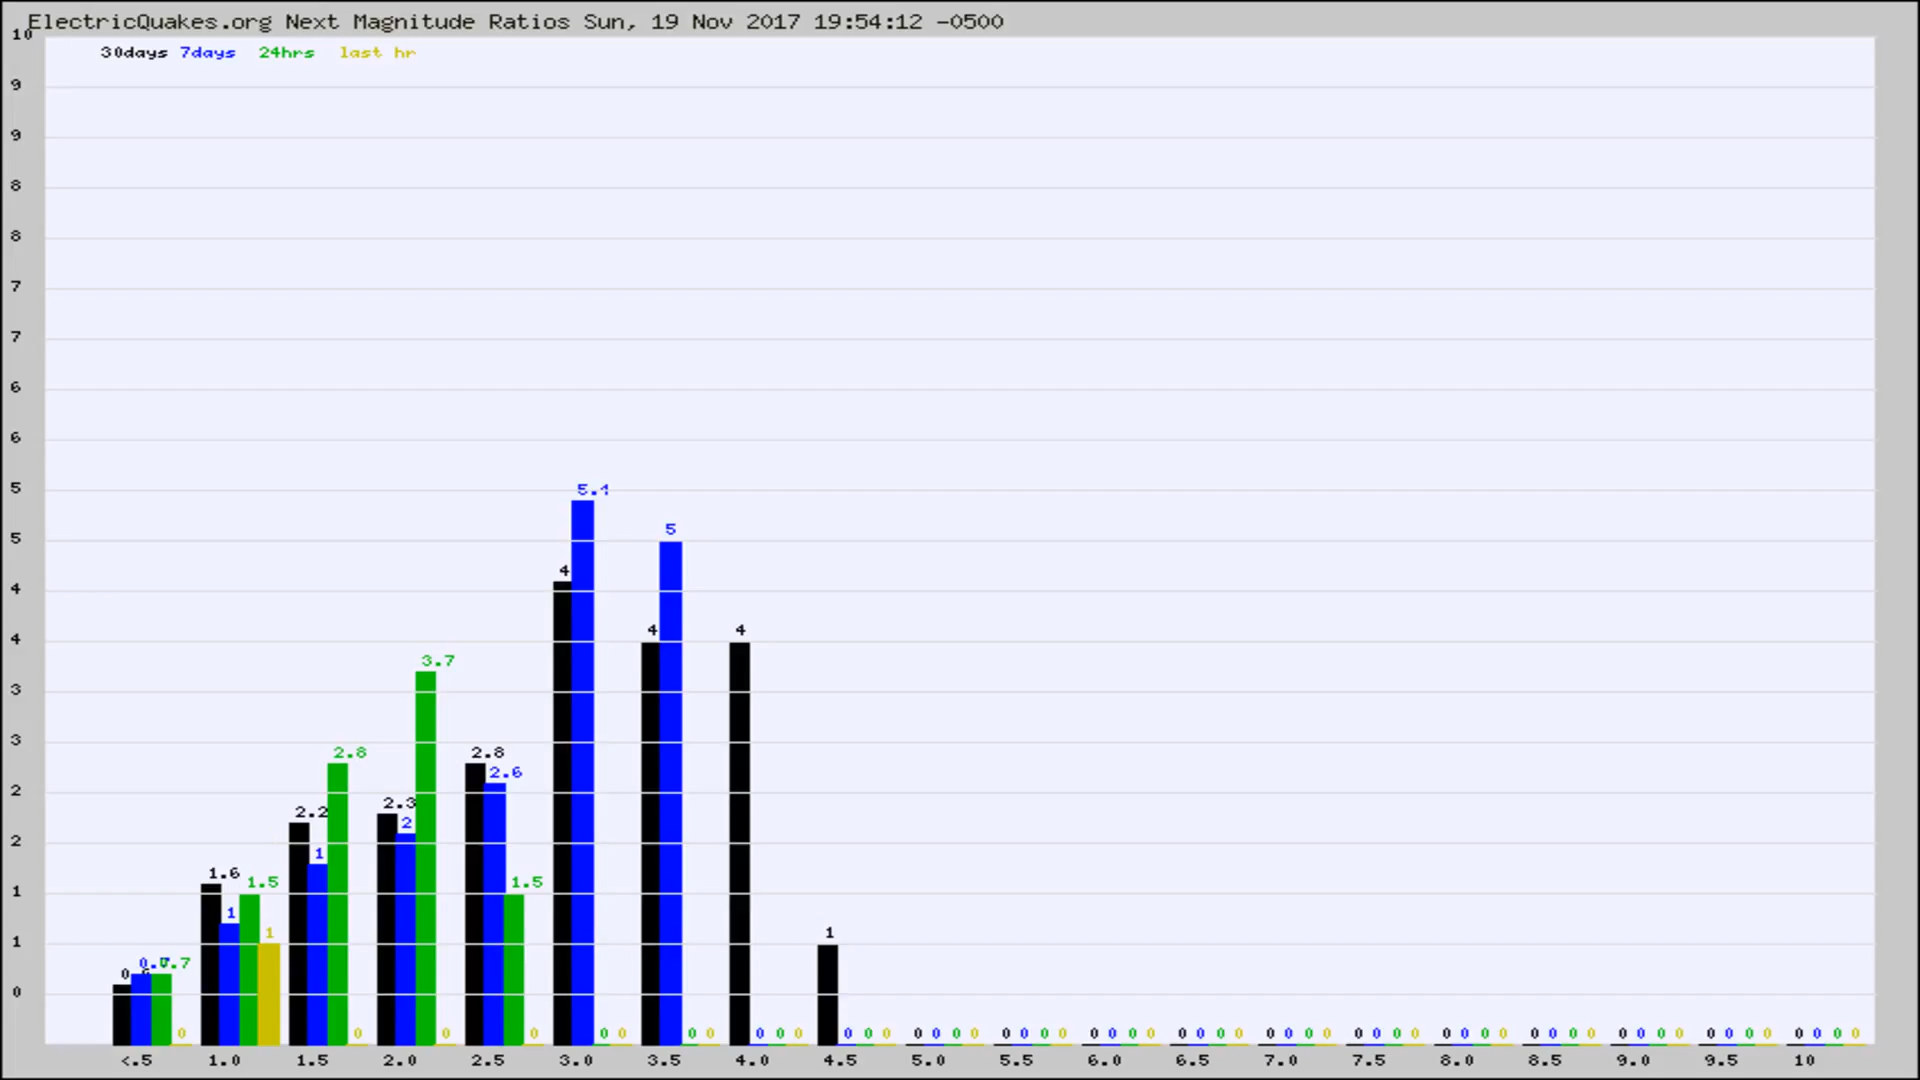 ElectricQuakes.org Next Magnitude Ratios Sun, 19 Nov 2017 19:54:12 -0500
10
30days 7days 24hrs last hr
9
9
8
8
7
7
6
6
5 5.4
5 5
4 4
4 4 4
3 3.7
3 2.8 2.8 2.6
2 2.2 2.3 2
2 1
1 1.6 1.5 1.5
1 1 1 1
0 0.7
0 0 0 0 0 0 0 0 0 0 0 0 0 0 0 0 0 0 0 0 0 0 0 0 0 0 0 0 0 0 0 0 0 0 0 0 0 0 0 0 0 0 0 0 0 0 0 0 0 0 0 0 0 0 0 0 0 0
<.5 1.0 1.5 2.0 2.5 3.0 3.5 4.0 4.5 5.0 5.5 6.0 6.5 7.0 7.5 8.0 8.5 9.0 9.5 10